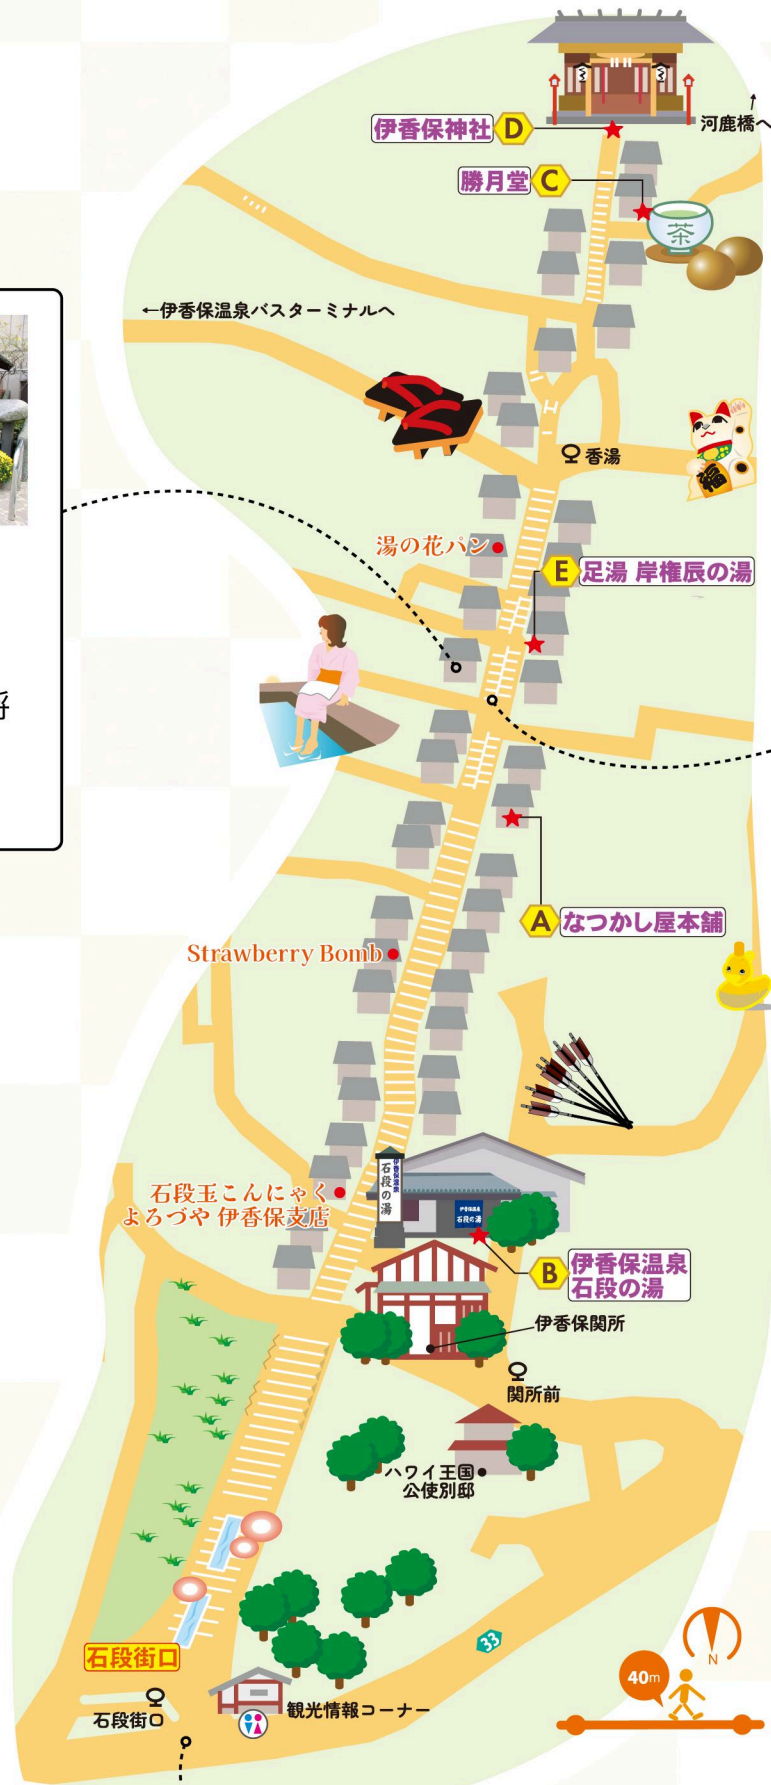 河鹿橋へ
↑
伊香保神社 D
勝月堂 C
茶
←伊香保温泉バスターミナルへ
香湯
福
湯の花パン
E 足湯 岸権辰の湯
将
A なつかし屋本舗
Strawberry Bomb
伊香保温泉
石段の湯
伊香保温泉
石段の湯
石段玉こんにゃく
よろづや 伊香保支店
B 伊香保温泉
石段の湯
伊香保関所
関所前
ハワイ王国
公使別邸
33
石段街口
40m
N
石段街口
観光情報コーナー